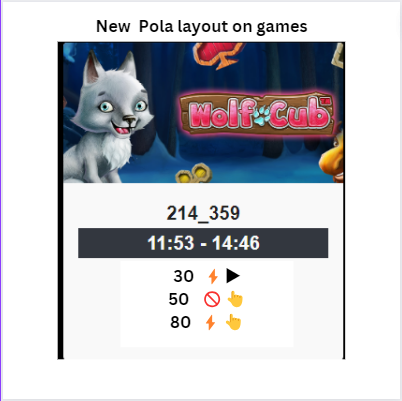 New Pola layout on games
Wolf Cub
214_359
11:53 - 14:46
30 ⚡ ▶
50 🚫 👆
80 ⚡ 👆